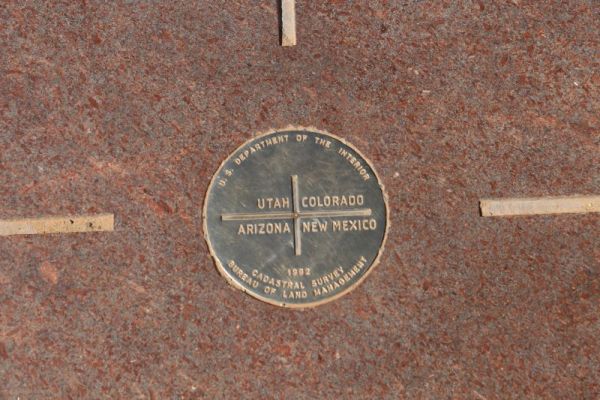 U.S. DEPARTMENT OF THE INTERIOR
UTAH COLORADO
ARIZONA NEW MEXICO
1992
CADASTRAL SURVEY
BUREAU OF LAND MANAGEMENT